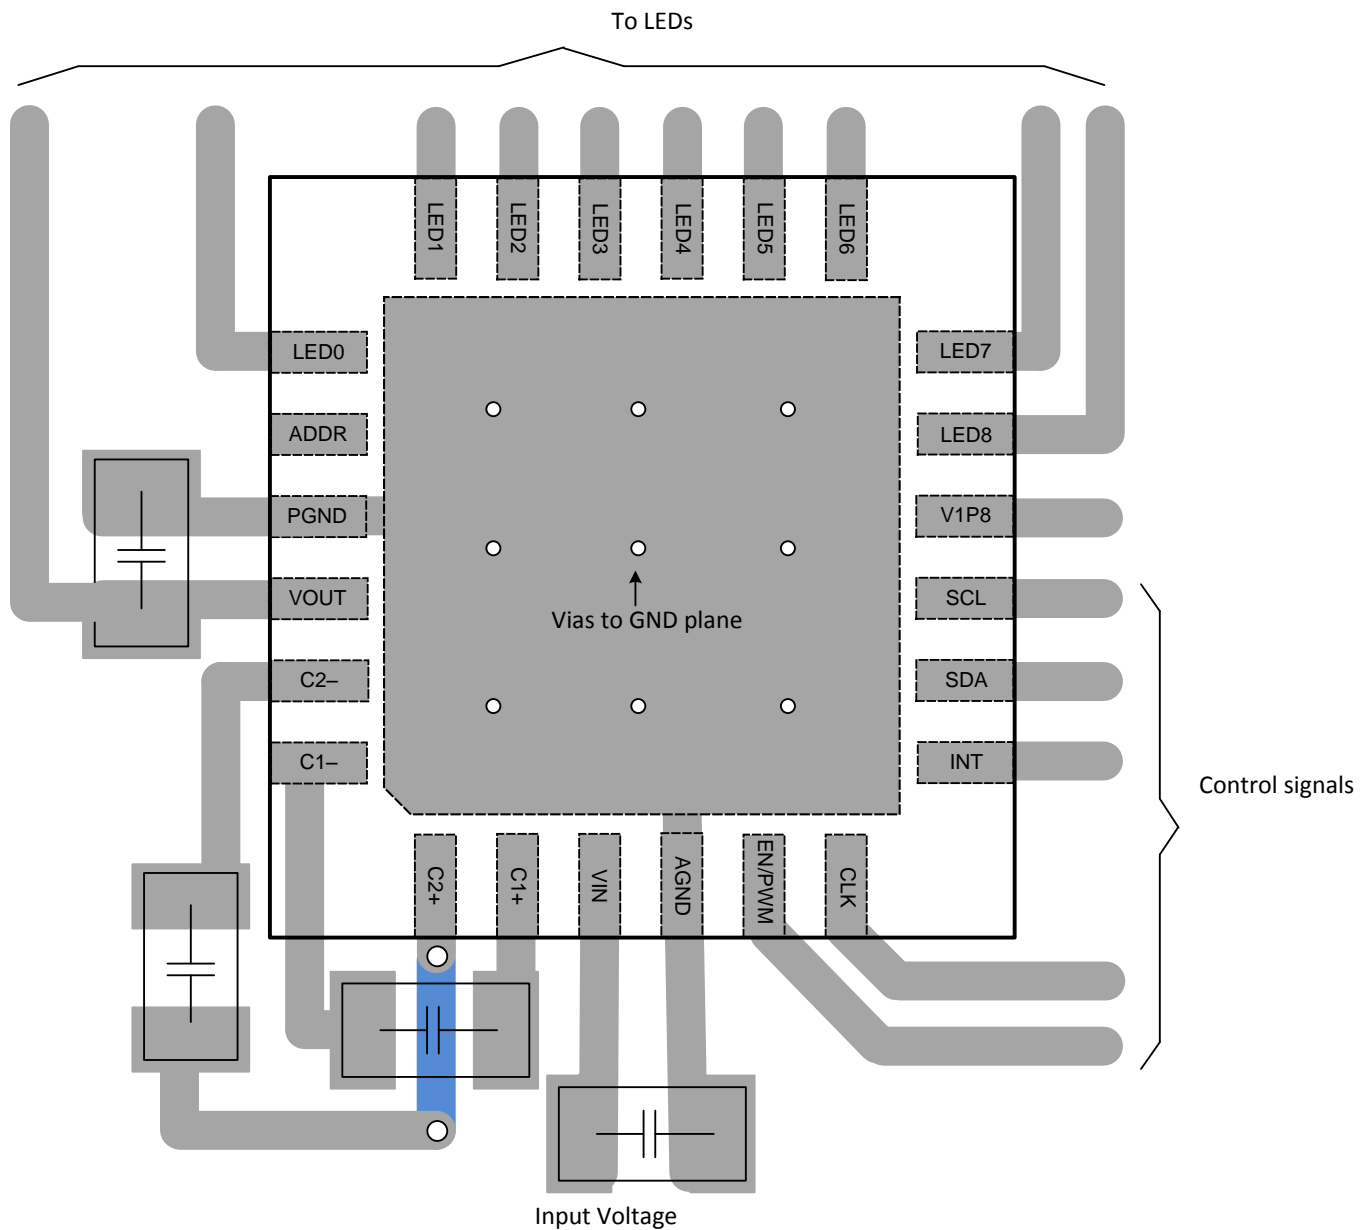 To LEDs
LED1
LED2
LED3
LED4
LED5
LED6
LED0
LED7
ADDR
LED8
PGND
V1P8
VOUT
SCL
Vias to GND plane
C2–
SDA
C1–
INT
Control signals
C2+
C1+
VIN
AGND
EN/PWM
CLK
Input Voltage